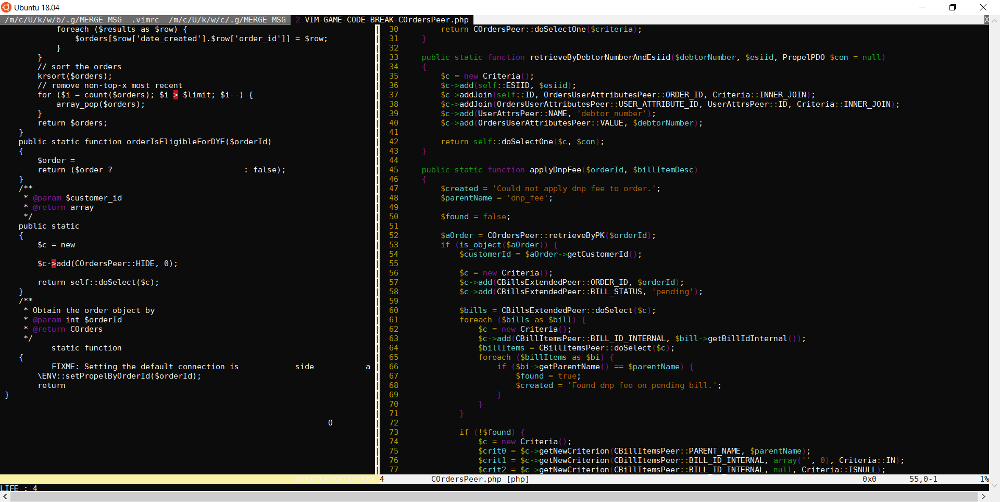 Ubuntu 18.04
/m/c/U/k/w/b/.g/MERGE_MSG  .vimrc  /m/c/U/k/w/c/.g/MERGE_MSG  2 VIM-GAME-CODE-BREAK-COrdersPeer.php X
            foreach ($results as $row) {
                $orders[$row['date_created'].$row['order_id']] = $row;
            }
        }
        // sort the orders
        krsort($orders);
        // remove non-top-x most recent
        for ($i = count($orders); $i > $limit; $i--) {
            array_pop($orders);
        }
        return $orders;
    }
    public static function orderIsEligibleForDYE($orderId)
    {
        $order =
        return ($order ?                            : false);
    }
    /**
     * @param $customer_id
     * @return array
     */
    public static
    {
        $c = new
        $c->add(COrdersPeer::HIDE, 0);
        return self::doSelect($c);
    }
    /**
     * Obtain the order object by
     * @param int $orderId
     * @return COrders
     */
           static function
    {
           FIXME: Setting the default connection is            side           a
        \ENV::setPropelByOrderId($orderId);
        return
}
O
30         return COrdersPeer::doSelectOne($criteria);
31     }
32
33     public static function retrieveByDebtorNumberAndEsiid($debtorNumber, $esiid, PropelPDO $con = null)
34     {
35         $c = new Criteria();
36         $c->add(self::ESIID, $esiid);
37         $c->addJoin(self::ID, OrdersUserAttributesPeer::ORDER_ID, Criteria::INNER_JOIN);
38         $c->addJoin(OrdersUserAttributesPeer::USER_ATTRIBUTE_ID, UserAttrsPeer::ID, Criteria::INNER_JOIN);
39         $c->add(UserAttrsPeer::NAME, 'debtor_number');
40         $c->add(OrdersUserAttributesPeer::VALUE, $debtorNumber);
41
42         return self::doSelectOne($c, $con);
43     }
44
45     public static function applyDnpFee($orderId, $billItemDesc)
46     {
47         $created = 'Could not apply dnp fee to order.';
48         $parentName = 'dnp_fee';
49
50         $found = false;
51
52         $aOrder = COrdersPeer::retrieveByPK($orderId);
53         if (is_object($aOrder)) {
54             $customerId = $aOrder->getCustomerId();
55
56             $c = new Criteria();
57             $c->add(CBillsExtendedPeer::ORDER_ID, $orderId);
58             $c->add(CBillsExtendedPeer::BILL_STATUS, 'pending');
59
60             $bills = CBillsExtendedPeer::doSelect($c);
61             foreach ($bills as $bill) {
62                 $c = new Criteria();
63                 $c->add(CBillItemsPeer::BILL_ID_INTERNAL, $bill->getBillIdInternal());
64                 $billItems = CBillItemsPeer::doSelect($c);
65                 foreach ($billItems as $bi) {
66                     if ($bi->getParentName() == $parentName) {
67                         $found = true;
68                         $created = 'Found dnp fee on pending bill.';
69                     }
70                 }
71             }
72
73             if (!$found) {
74                 $c = new Criteria();
75                 $crit0 = $c->getNewCriterion(CBillItemsPeer::PARENT_NAME, $parentName);
76                 $crit1 = $c->getNewCriterion(CBillItemsPeer::BILL_ID_INTERNAL, array('', 0), Criteria::IN);
77                 $crit2 = $c->getNewCriterion(CBillItemsPeer::BILL_ID_INTERNAL, null, Criteria::ISNULL);
4          COrdersPeer.php [php]          0x0       55,0-1         1%
LIFE : 4